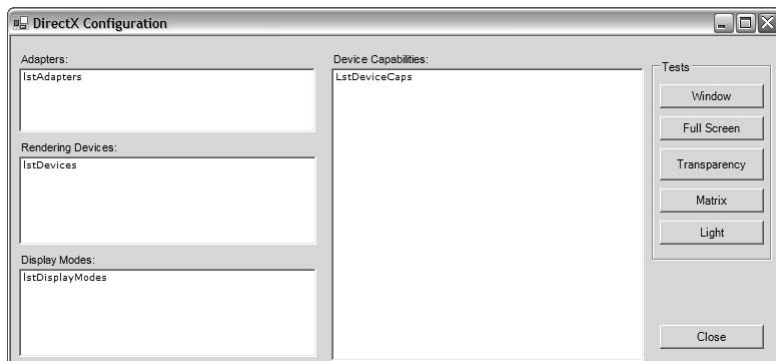 DirectX Configuration
Adapters:
lstAdapters
Rendering Devices:
lstDevices
Display Modes:
lstDisplayModes
Device Capabilities:
LstDeviceCaps
Tests
Window
Full Screen
Transparency
Matrix
Light
Close